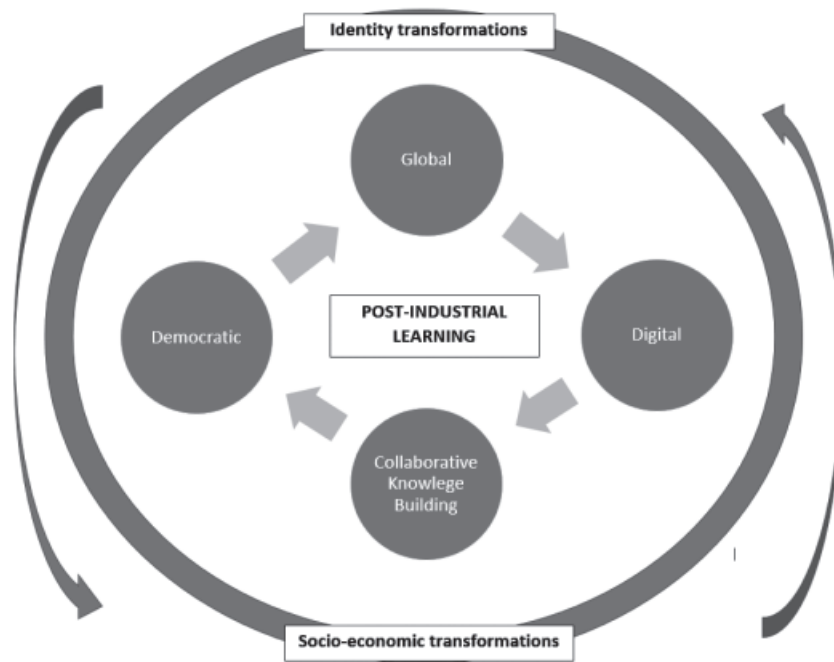 Identity transformations
Global
POST-INDUSTRIAL
LEARNING
Democratic
Digital
Collaborative
Knowlege
Building
Socio-economic transformations